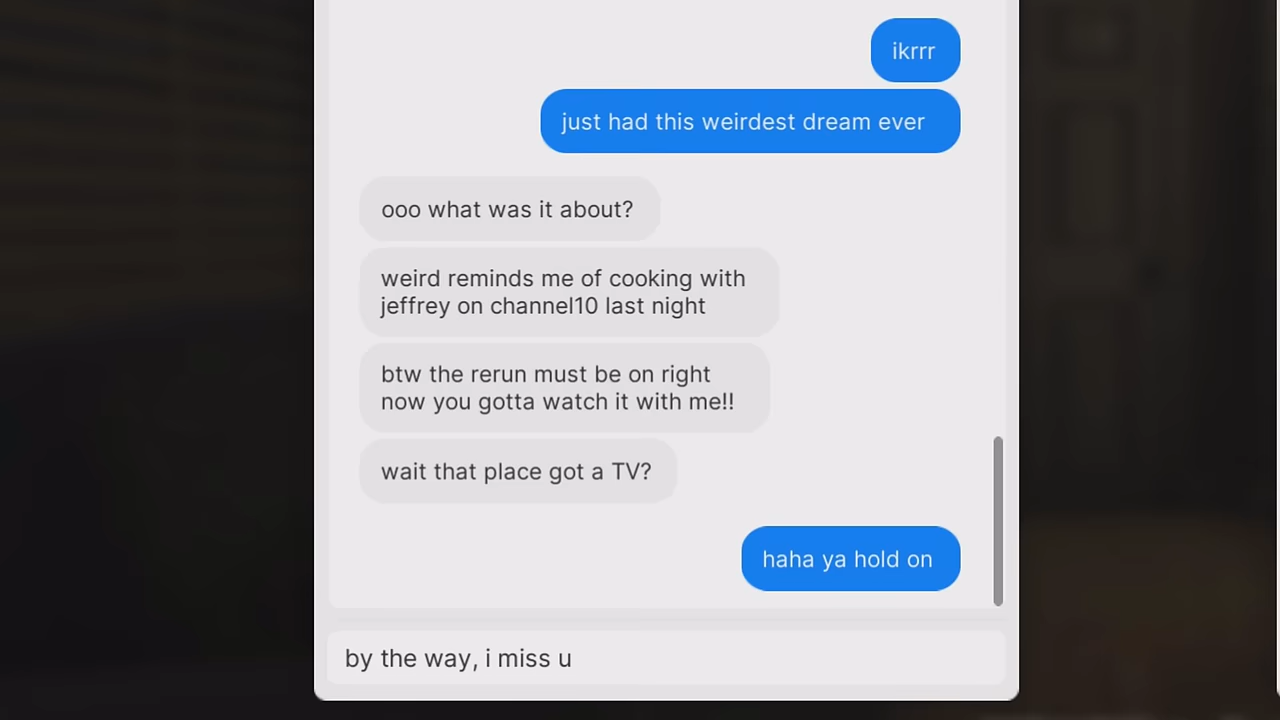 ikrrr
just had this weirdest dream ever
ooo what was it about?
weird reminds me of cooking with
jeffrey on channel10 last night
btw the rerun must be on right
now you gotta watch it with me!!
wait that place got a TV?
haha ya hold on
by the way, i miss u